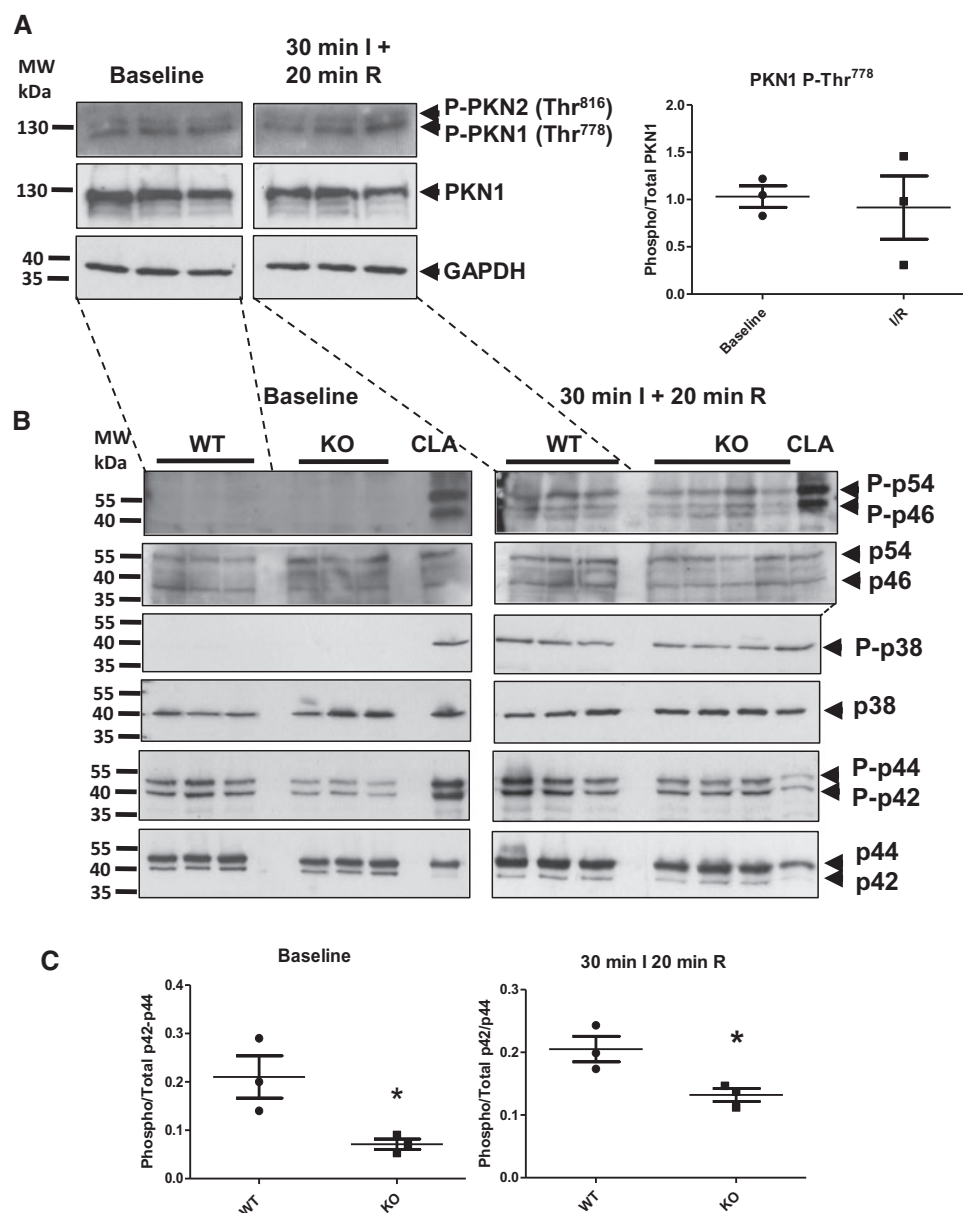 A
MW
kDa
Baseline
30 min I +
20 min R
130
P-PKN2 (Thr816)
P-PKN1 (Thr778)
130
PKN1
40
35
GAPDH
PKN1 P-Thr778
Phospho/Total PKN1
2.0
1.5
1.0
0.5
0.0
Baseline
I/R
B
Baseline
30 min I + 20 min R
MW
kDa
WT
KO
CLA
WT
KO
CLA
55
40
P-p54
P-p46
55
40
35
p54
p46
55
40
35
P-p38
55
40
35
p38
55
40
35
P-p44
P-p42
55
40
35
p44
p42
C
Baseline
Phospho/Total p42-p44
0.4
0.3
0.2
0.1
0.0
*
WT
KO
30 min I 20 min R
Phospho/Total p42/p44
0.3
0.2
0.1
0.0
*
WT
KO